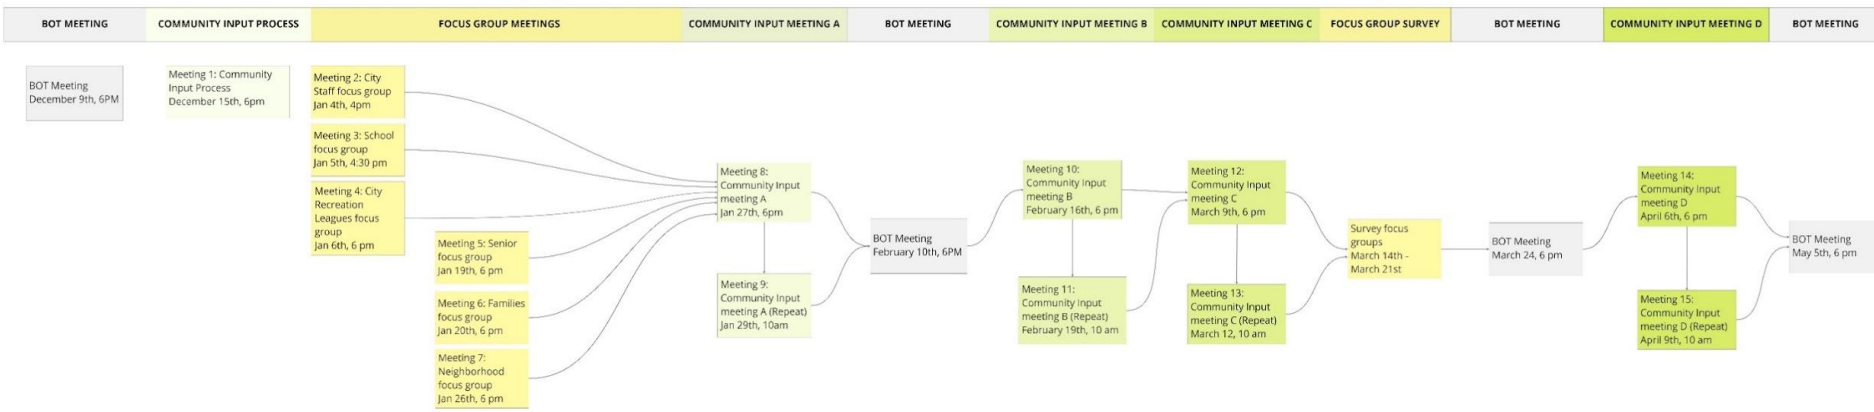 BOT MEETING
COMMUNITY INPUT PROCESS
FOCUS GROUP MEETINGS
COMMUNITY INPUT MEETING A
BOT MEETING
COMMUNITY INPUT MEETING B
COMMUNITY INPUT MEETING C
FOCUS GROUP SURVEY
BOT MEETING
COMMUNITY INPUT MEETING D
BOT MEETING
BOT Meeting
December 9th, 6PM
Meeting 1: Community
Input Process
December 15th, 6pm
Meeting 2: City
Staff focus group
Jan 4th, 4pm
Meeting 3: School
focus group
Jan 5th, 4:30 pm
Meeting 4: City
Recreation
Leagues focus
group
Jan 6th, 6 pm
Meeting 5: Senior
focus group
Jan 19th, 6 pm
Meeting 6: Families
focus group
Jan 20th, 6 pm
Meeting 7:
Neighborhood
focus group
Jan 26th, 6 pm
Meeting 8:
Community Input
meeting A
Jan 27th, 6pm
Meeting 9:
Community Input
meeting A (Repeat)
Jan 29th, 10am
BOT Meeting
February 10th, 6PM
Meeting 10:
Community Input
meeting B
February 16th, 6 pm
Meeting 11:
Community Input
meeting B (Repeat)
February 19th, 10 am
Meeting 12:
Community Input
meeting C
March 9th, 6 pm
Meeting 13:
Community Input
meeting C (Repeat)
March 12, 10 am
Survey focus
groups
March 14th -
March 21st
BOT Meeting
March 24, 6 pm
Meeting 14:
Community Input
meeting D
April 6th, 6 pm
Meeting 15:
Community Input
meeting D (Repeat)
April 9th, 10 am
BOT Meeting
May 5th, 6 pm